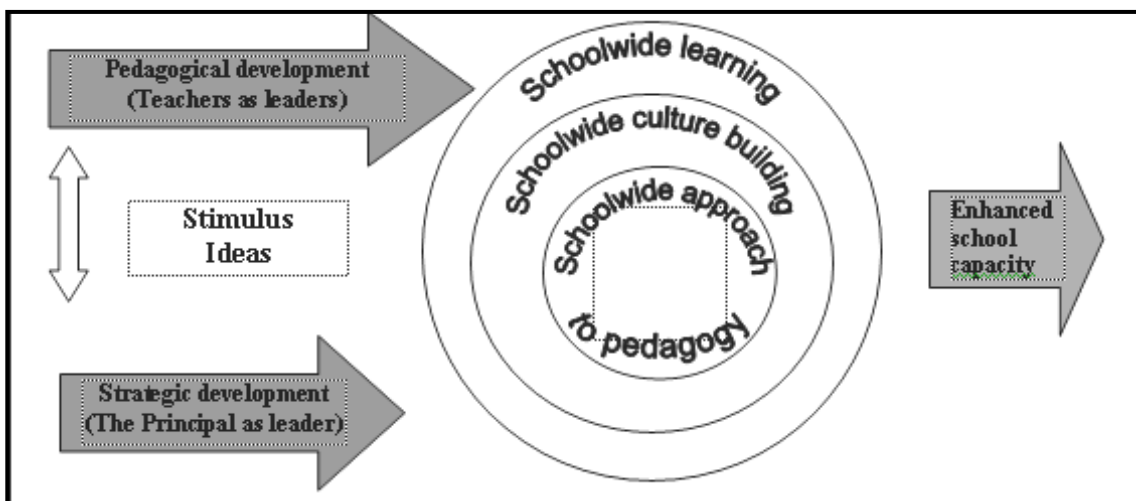 Pedagogical development
(Teachers as leaders)
Stimulus
Ideas
Strategic development
(The Principal as leader)
Schoolwide learning
Schoolwide culture building
Schoolwide approach
to pedagogy
Enhanced
school
capacity